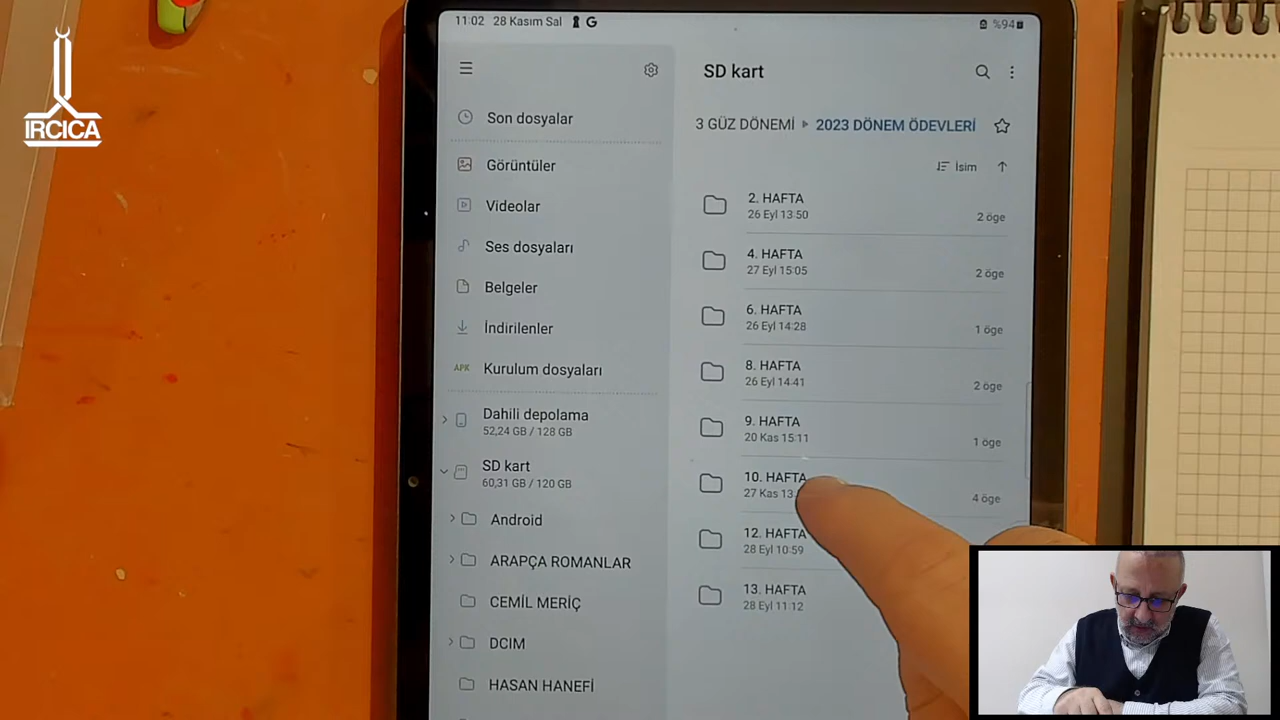 IRCICA
11:02 28 Kasım Sal G
%94
SD kart
Son dosyalar
Görüntüler
Videolar
Ses dosyaları
Belgeler
İndirilenler
APK Kurulum dosyaları
Dahili depolama
52,24 GB / 128 GB
SD kart
60,31 GB / 120 GB
Android
ARAPÇA ROMANLAR
CEMİL MERİÇ
DCIM
HASAN HANEFİ
3 GÜZ DÖNEMİ ▸ 2023 DÖNEM ÖDEVLERİ
İsim
2. HAFTA
26 Eyl 13:50
2 öge
4. HAFTA
27 Eyl 15:05
2 öge
6. HAFTA
26 Eyl 14:28
1 öge
8. HAFTA
26 Eyl 14:41
2 öge
9. HAFTA
20 Kas 15:11
1 öge
10. HAFTA
27 Kas 13
4 öge
12. HAFTA
28 Eyl 10:59
13. HAFTA
28 Eyl 11:12